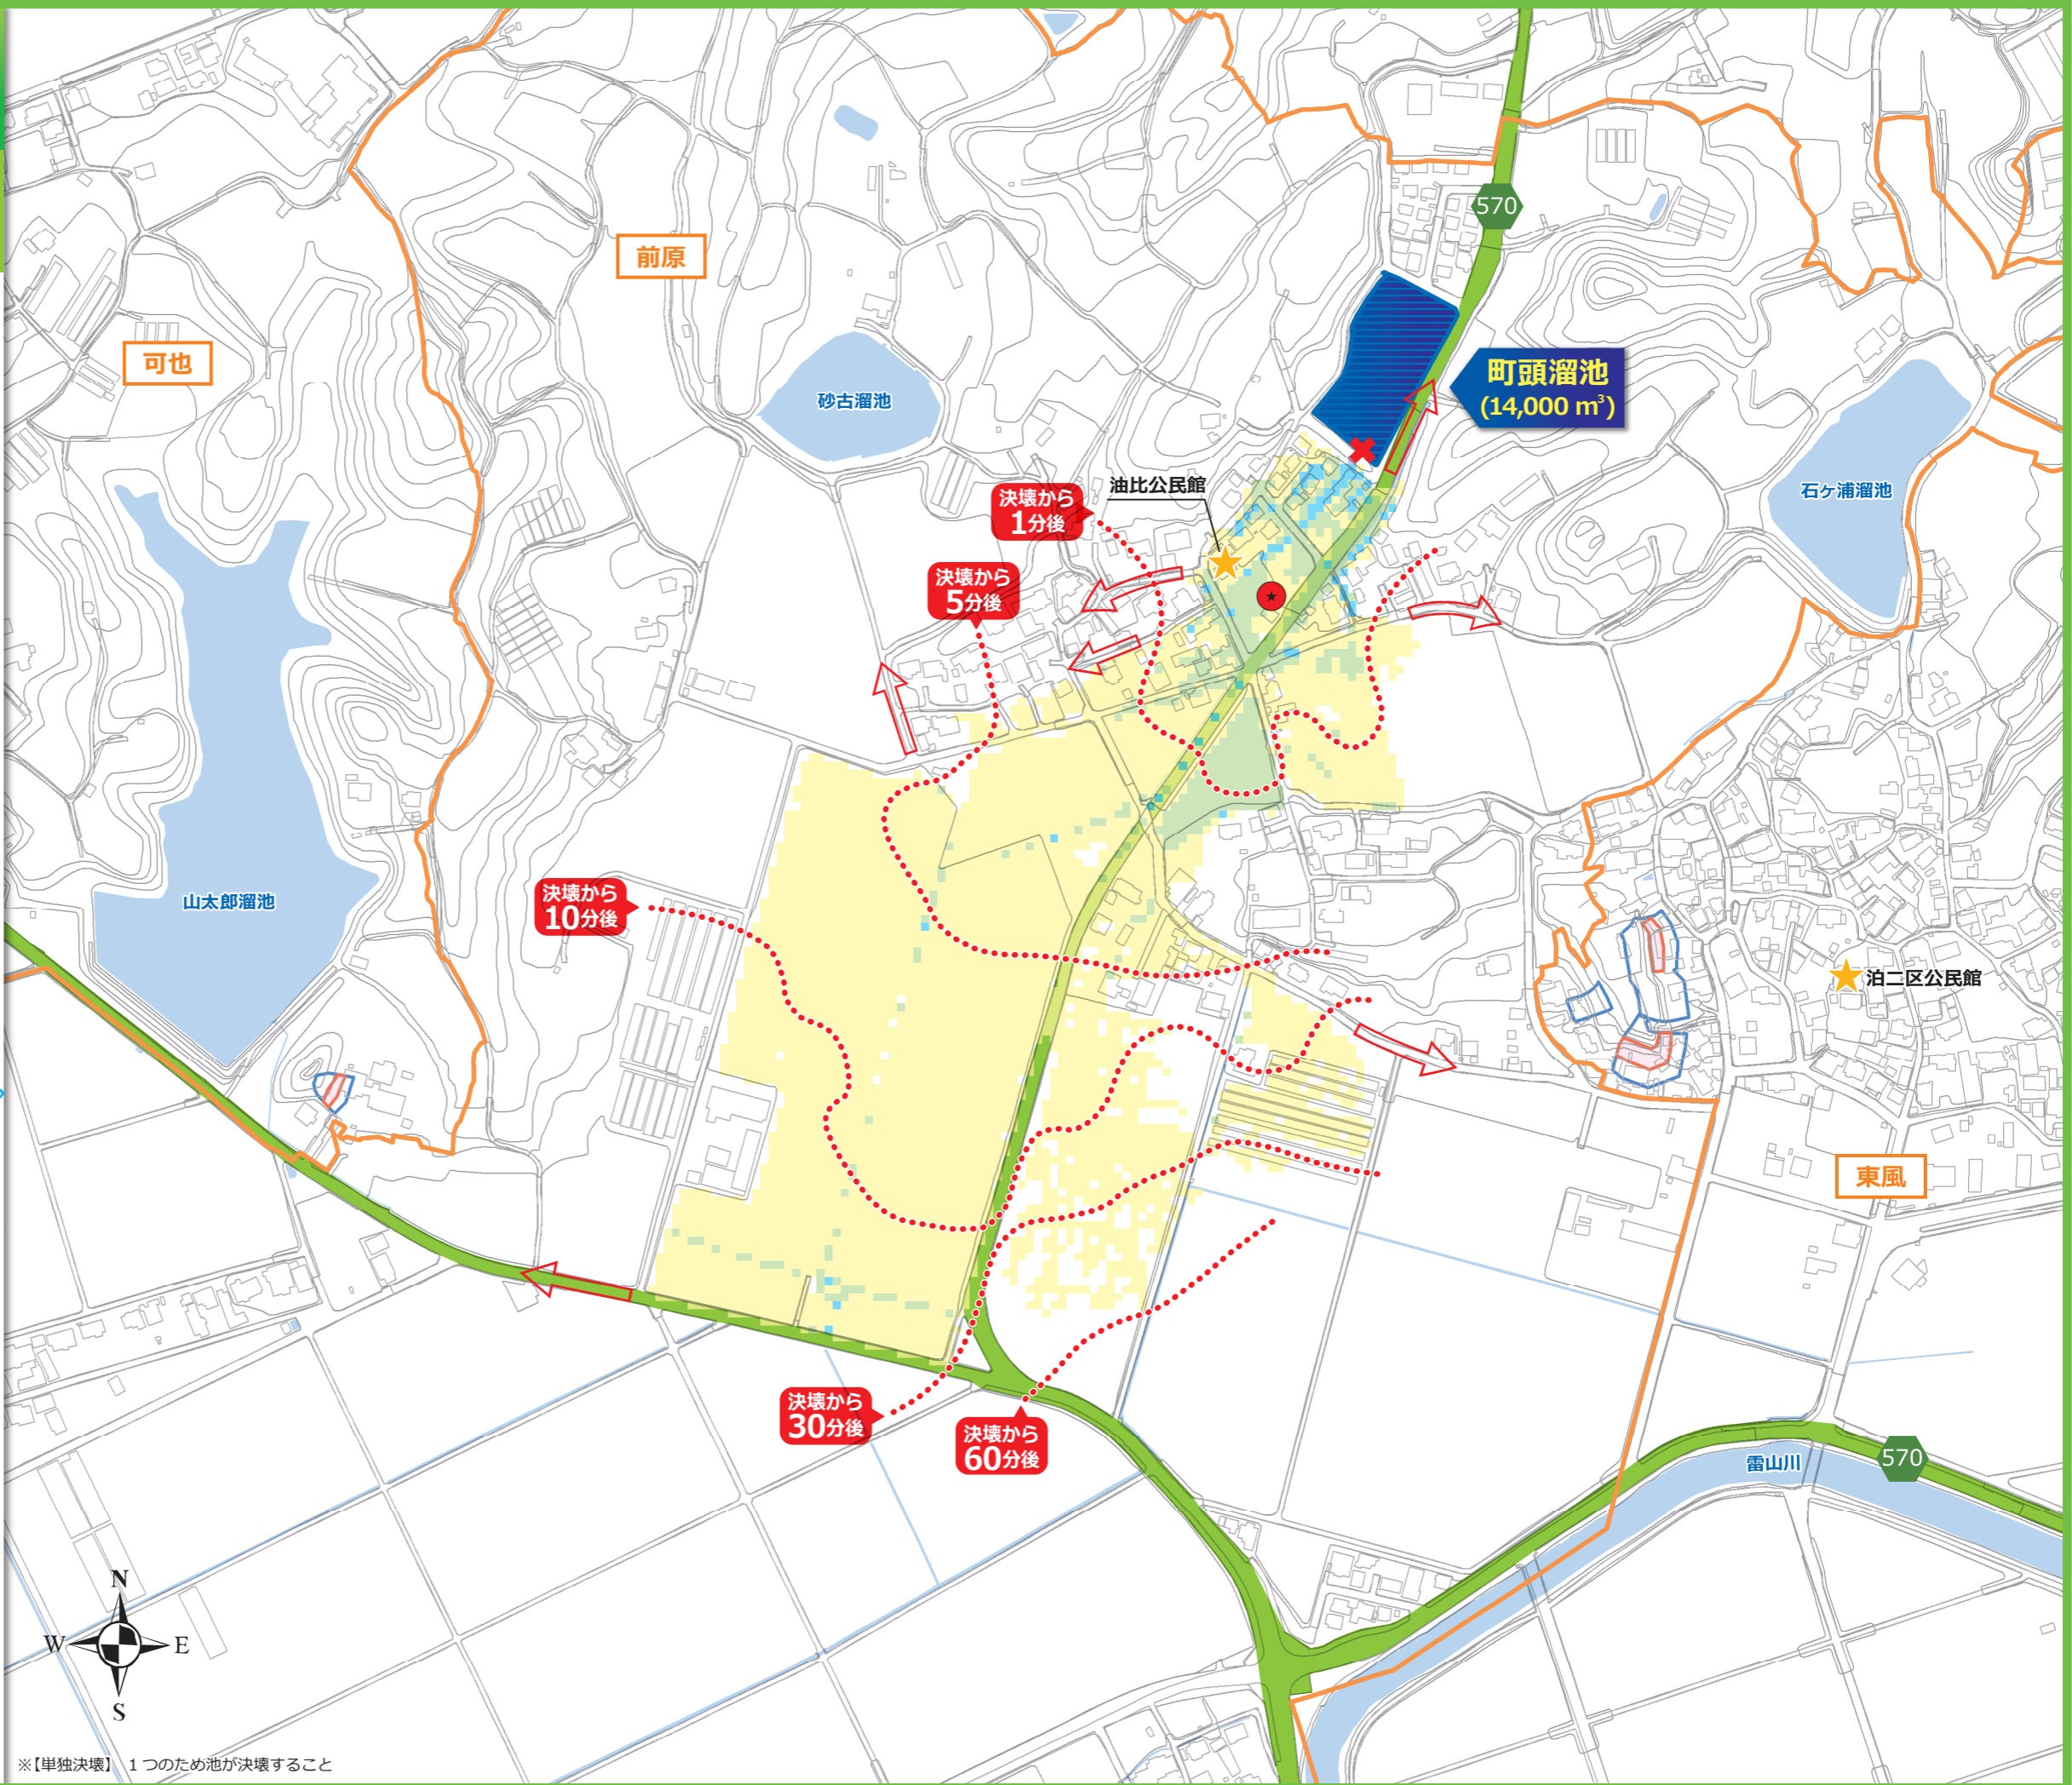 570
前原
可也
町頭溜池
(14,000 m³)
砂古溜池
石ヶ浦溜池
油比公民館
決壊から
1分後
決壊から
5分後
山太郎溜池
決壊から
10分後
泊二区公民館
東風
決壊から
30分後
決壊から
60分後
雷山川
570
N
W
E
S
※【単独決壊】 1つのため池が決壊すること